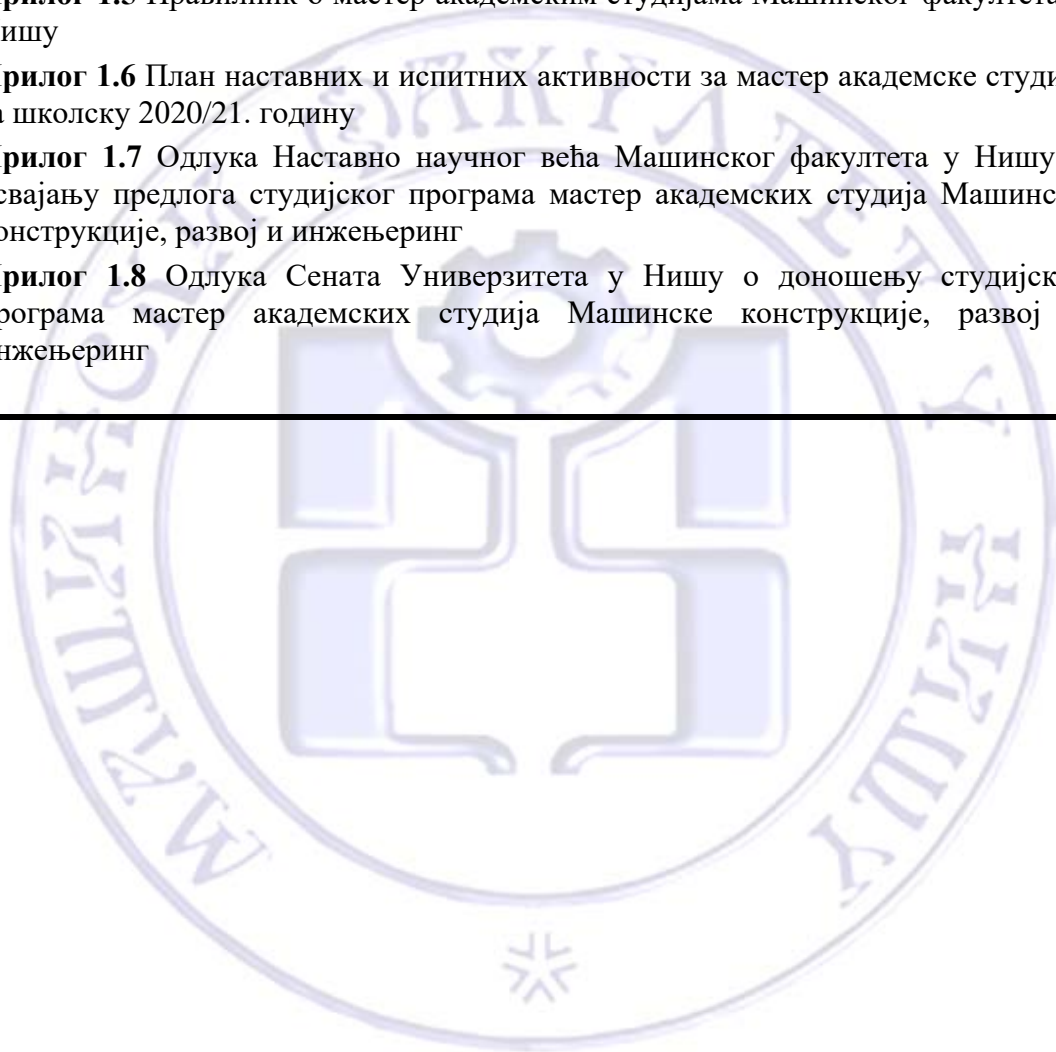 рилог 1.5 Правилник о мастер академским студијама Машинског факултета
ишу
рилог 1.6 План наставних и испитних активности за мастер академске студи
а школску 2020/21. годину
рилог 1.7 Одлука Наставно научног већа Машинског факултета у Нишу
свајању предлога студијског програма мастер академских студија Машинс
онструкције, развој и инжењеринг
рилог 1.8 Одлука Сената Универзитета у Нишу о доношењу студијск
рограма мастер академских студија Машинске конструкције, развој
нжењеринг
МАШИНСКИ ФАКУЛТЕТ У НИШУ